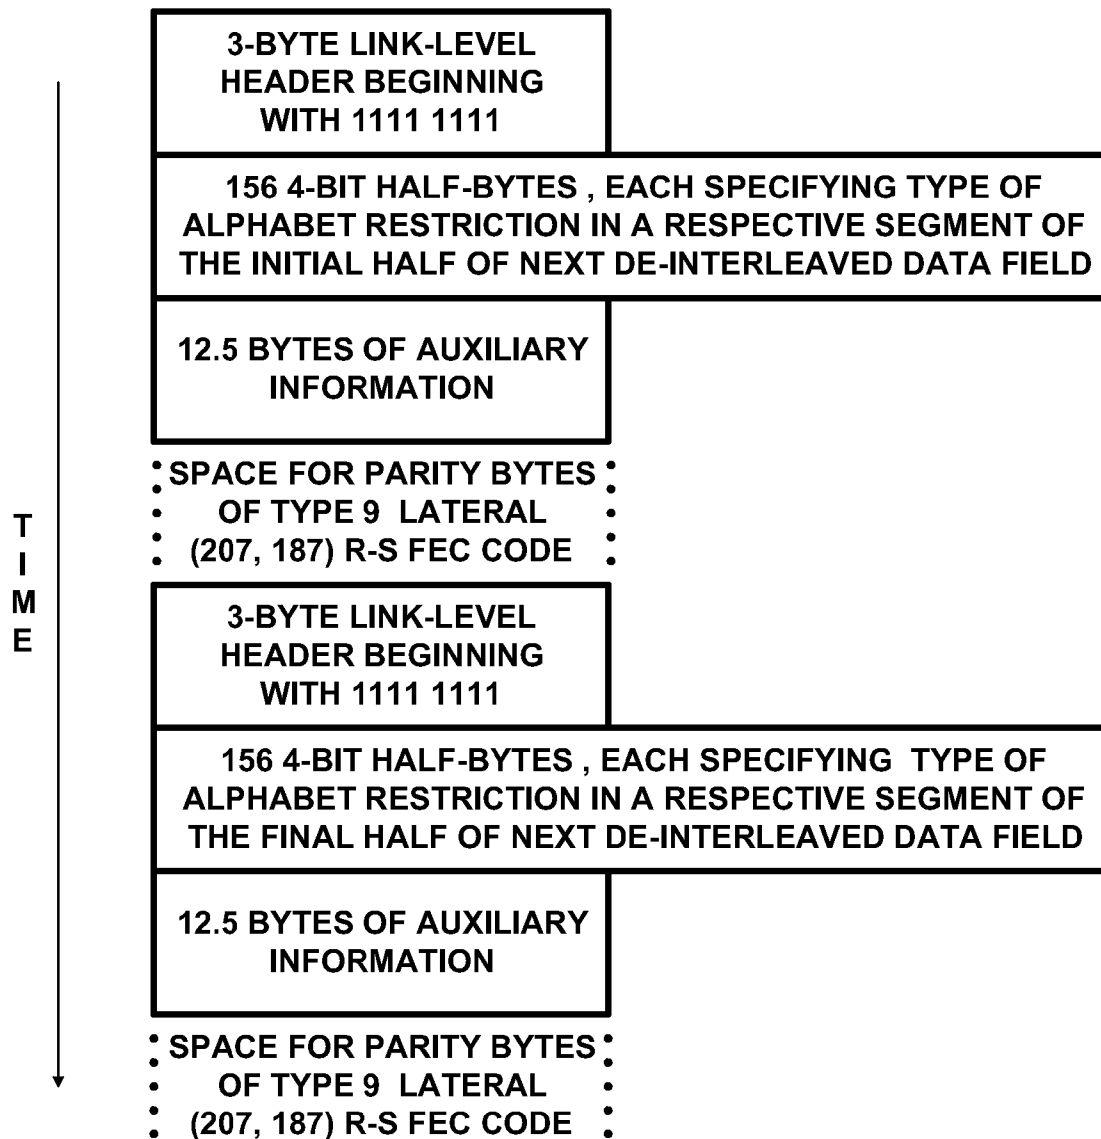 3-BYTE LINK-LEVEL
HEADER BEGINNING
WITH 1111 1111
156 4-BIT HALF-BYTES , EACH SPECIFYING TYPE OF
ALPHABET RESTRICTION IN A RESPECTIVE SEGMENT OF
THE INITIAL HALF OF NEXT DE-INTERLEAVED DATA FIELD
12.5 BYTES OF AUXILIARY
INFORMATION
SPACE FOR PARITY BYTES
OF TYPE 9 LATERAL
(207, 187) R-S FEC CODE
TIME
3-BYTE LINK-LEVEL
HEADER BEGINNING
WITH 1111 1111
156 4-BIT HALF-BYTES , EACH SPECIFYING TYPE OF
ALPHABET RESTRICTION IN A RESPECTIVE SEGMENT OF
THE FINAL HALF OF NEXT DE-INTERLEAVED DATA FIELD
12.5 BYTES OF AUXILIARY
INFORMATION
SPACE FOR PARITY BYTES
OF TYPE 9 LATERAL
(207, 187) R-S FEC CODE